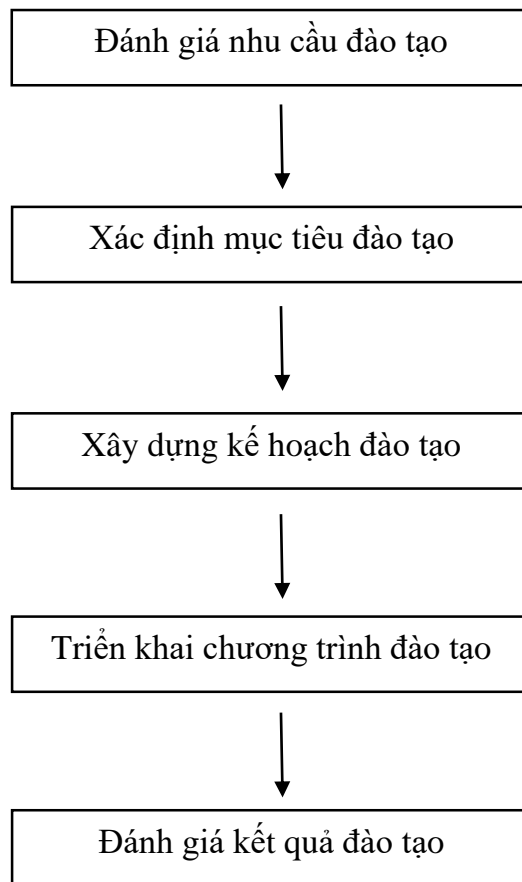 Đánh giá nhu cầu đào tạo
Xác định mục tiêu đào tạo
Xây dựng kế hoạch đào tạo
Triển khai chương trình đào tạo
Đánh giá kết quả đào tạo